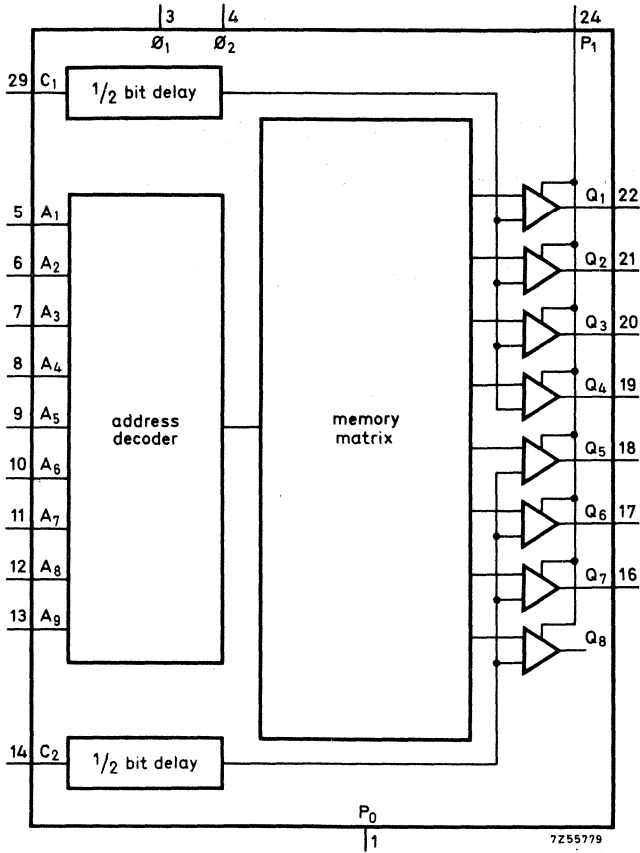 3 4 24
Ø1 Ø2 P1
29 C1 1/2 bit delay
Q1 22
5 A1
Q2 21
6 A2
7 A3 Q3 20
8 A4 Q4 19
9 A5
address
decoder
memory
matrix
Q5 18
10 A6
11 A7 Q6 17
12 A8 Q7 16
13 A9
Q8
14 C2 1/2 bit delay
P0
1
7Z55779